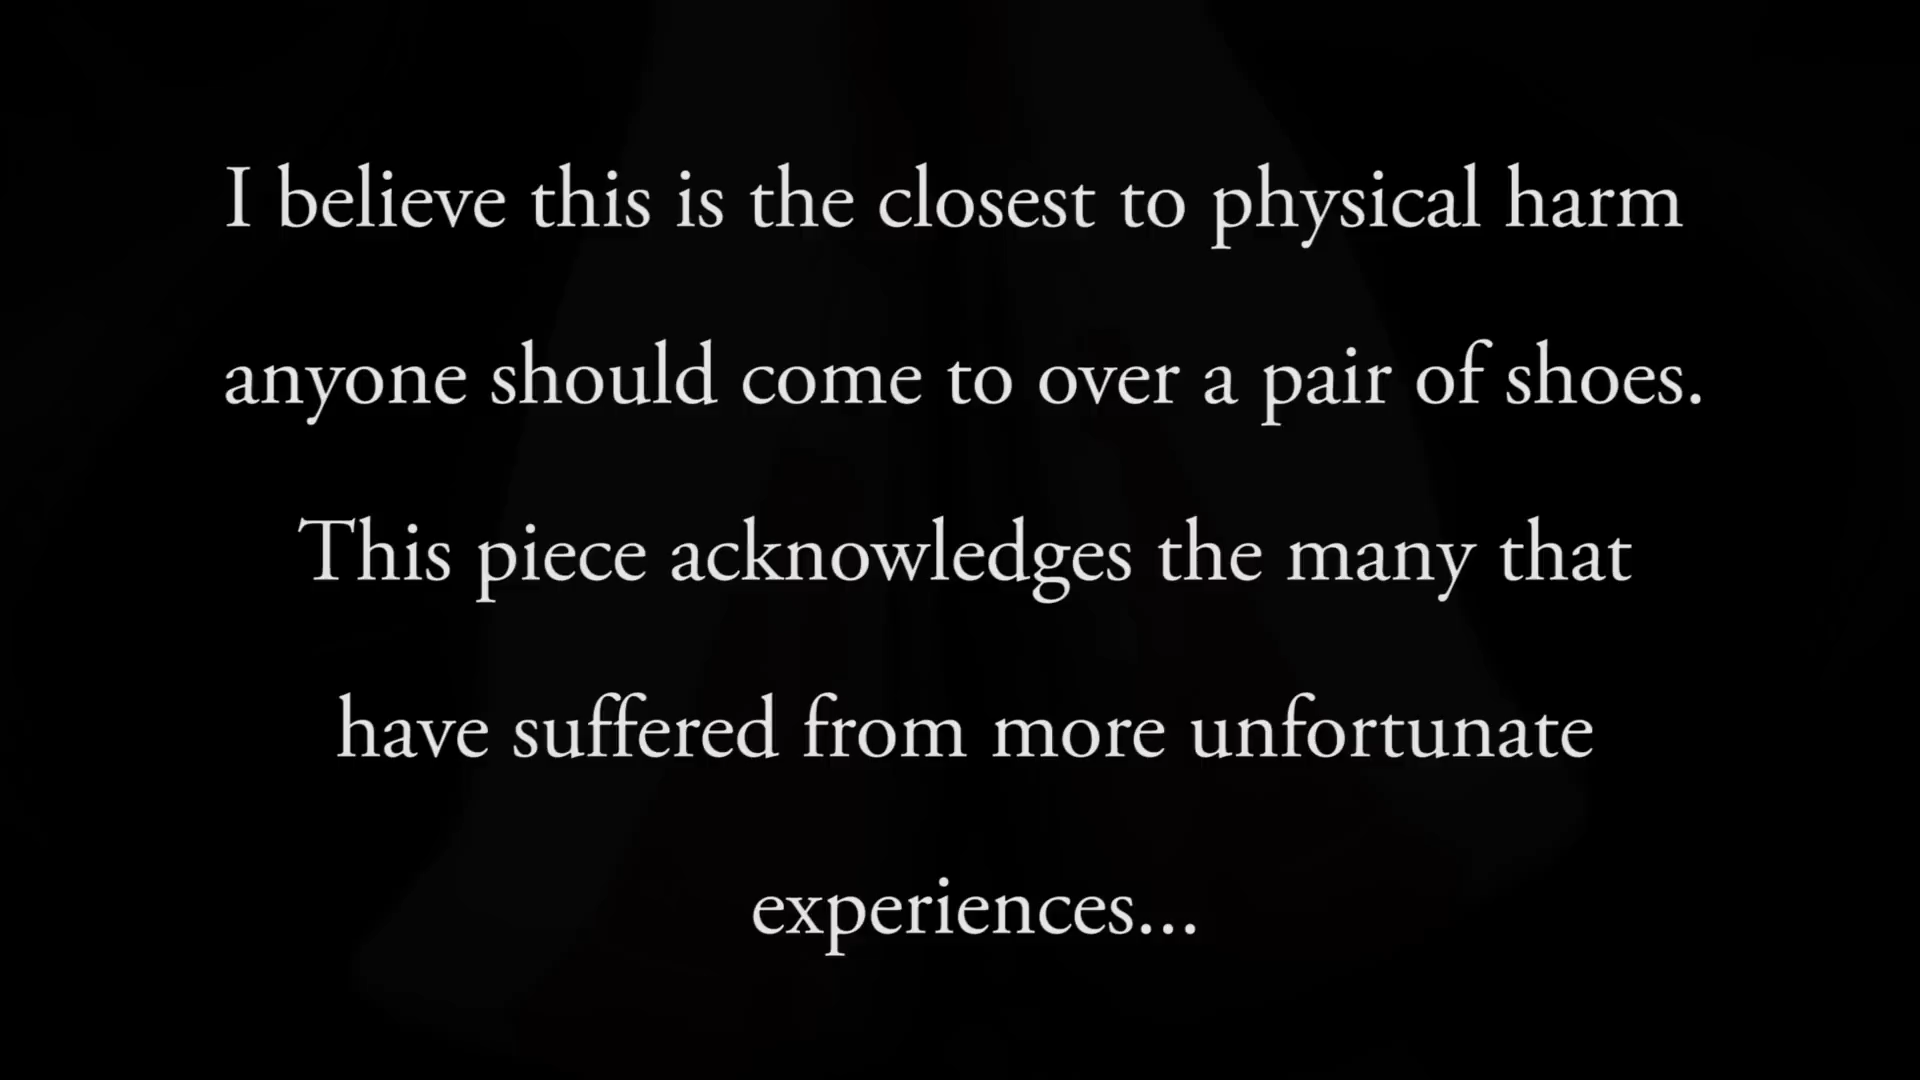 I believe this is the closest to physical harm
anyone should come to over a pair of shoes.
This piece acknowledges the many that
have suffered from more unfortunate
experiences...